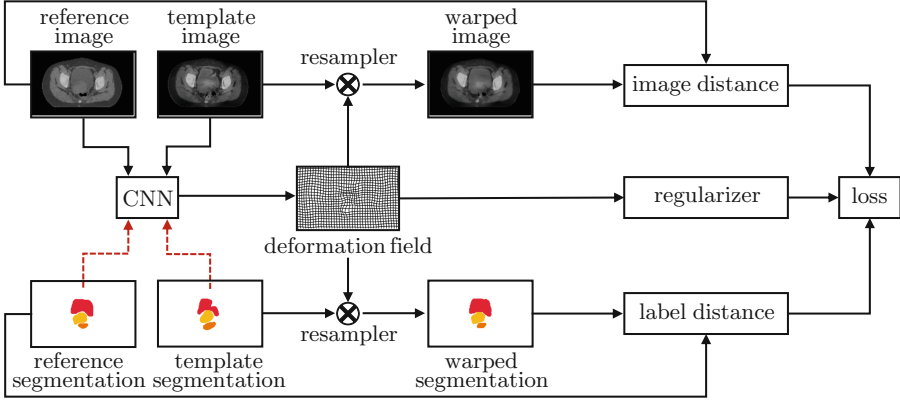 reference
image
template
image
resampler
warped
image
image distance
CNN
deformation field
regularizer
loss
resampler
label distance
reference
segmentation
template
segmentation
warped
segmentation